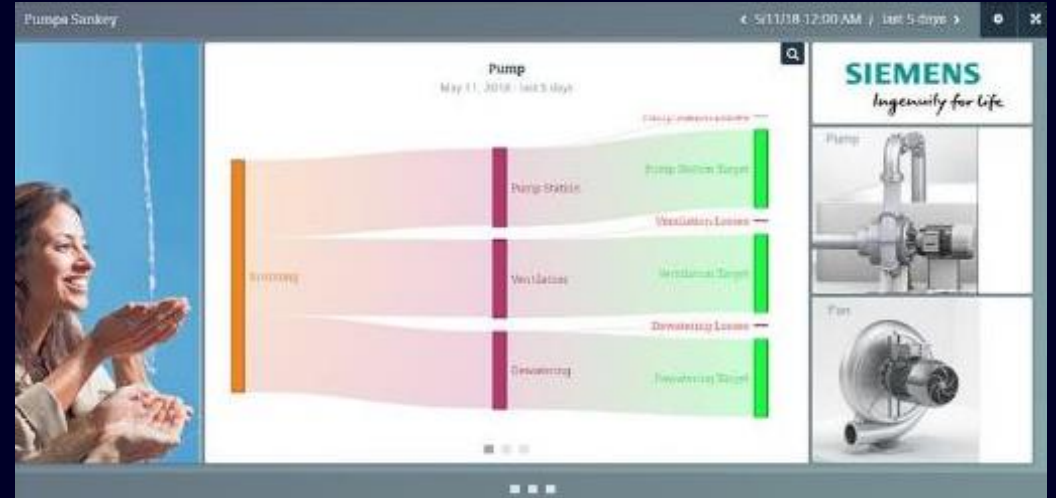 Pumps Sankey
5/11/18 12:00 AM / last 5 days
Pump
May 11, 2018 - last 5 days
Pump Station Target
Pump Station
Ventilation Losses
Ventilation Target
Ventilation
Dewatering Losses
Dewatering Target
Dewatering
SIEMENS
Ingenuity for life
Pump
Fan